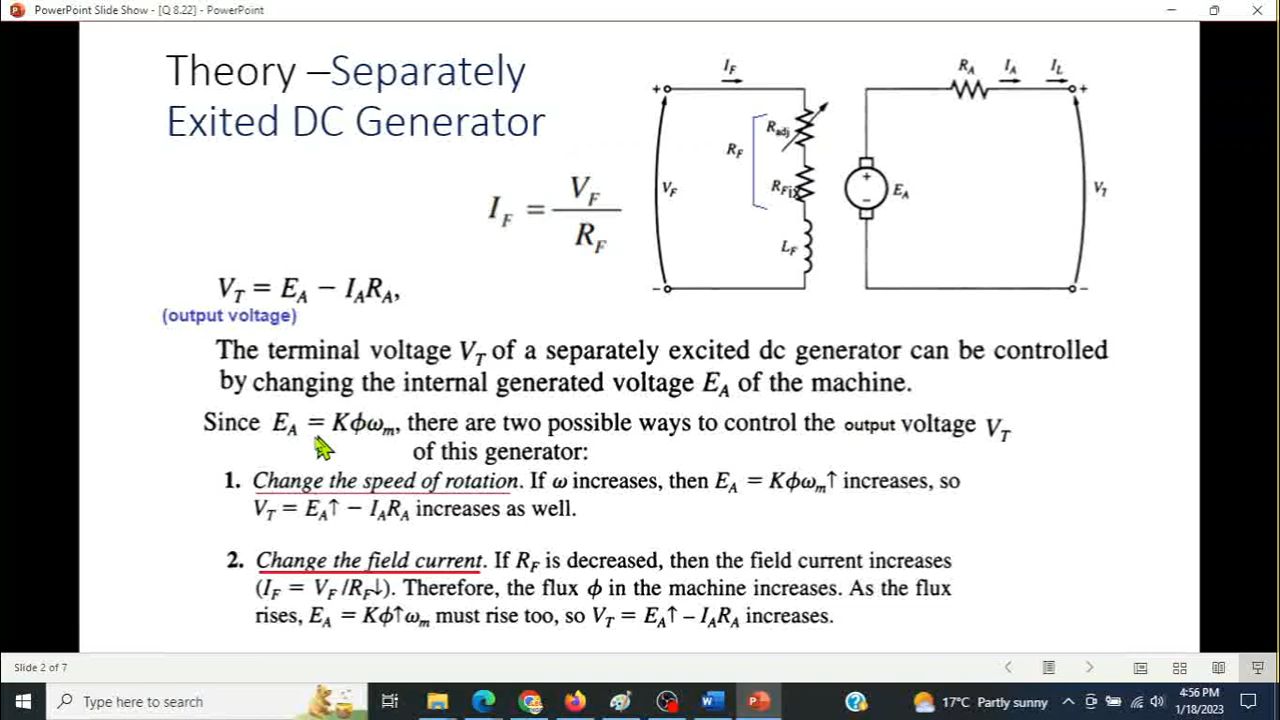 PowerPoint Slide Show - [Q 8.22] - PowerPoint
Theory –Separately
Exited DC Generator
I_F = V_F / R_F
I_F
R_adj
R_F
V_F
R_Fix
L_F
R_A I_A I_L
E_A
V_T
V_T = E_A − I_A R_A,
(output voltage)
The terminal voltage V_T of a separately excited dc generator can be controlled
by changing the internal generated voltage E_A of the machine.
Since E_A = Kϕω_m, there are two possible ways to control the output voltage V_T
of this generator:
1. Change the speed of rotation. If ω increases, then E_A = Kϕω_m↑ increases, so
V_T = E_A↑ − I_A R_A increases as well.
2. Change the field current. If R_F is decreased, then the field current increases
(I_F = V_F /R_F↓). Therefore, the flux ϕ in the machine increases. As the flux
rises, E_A = Kϕ↑ω_m must rise too, so V_T = E_A↑ − I_A R_A increases.
Slide 2 of 7
Type here to search
17°C Partly sunny
4:56 PM
1/18/2023